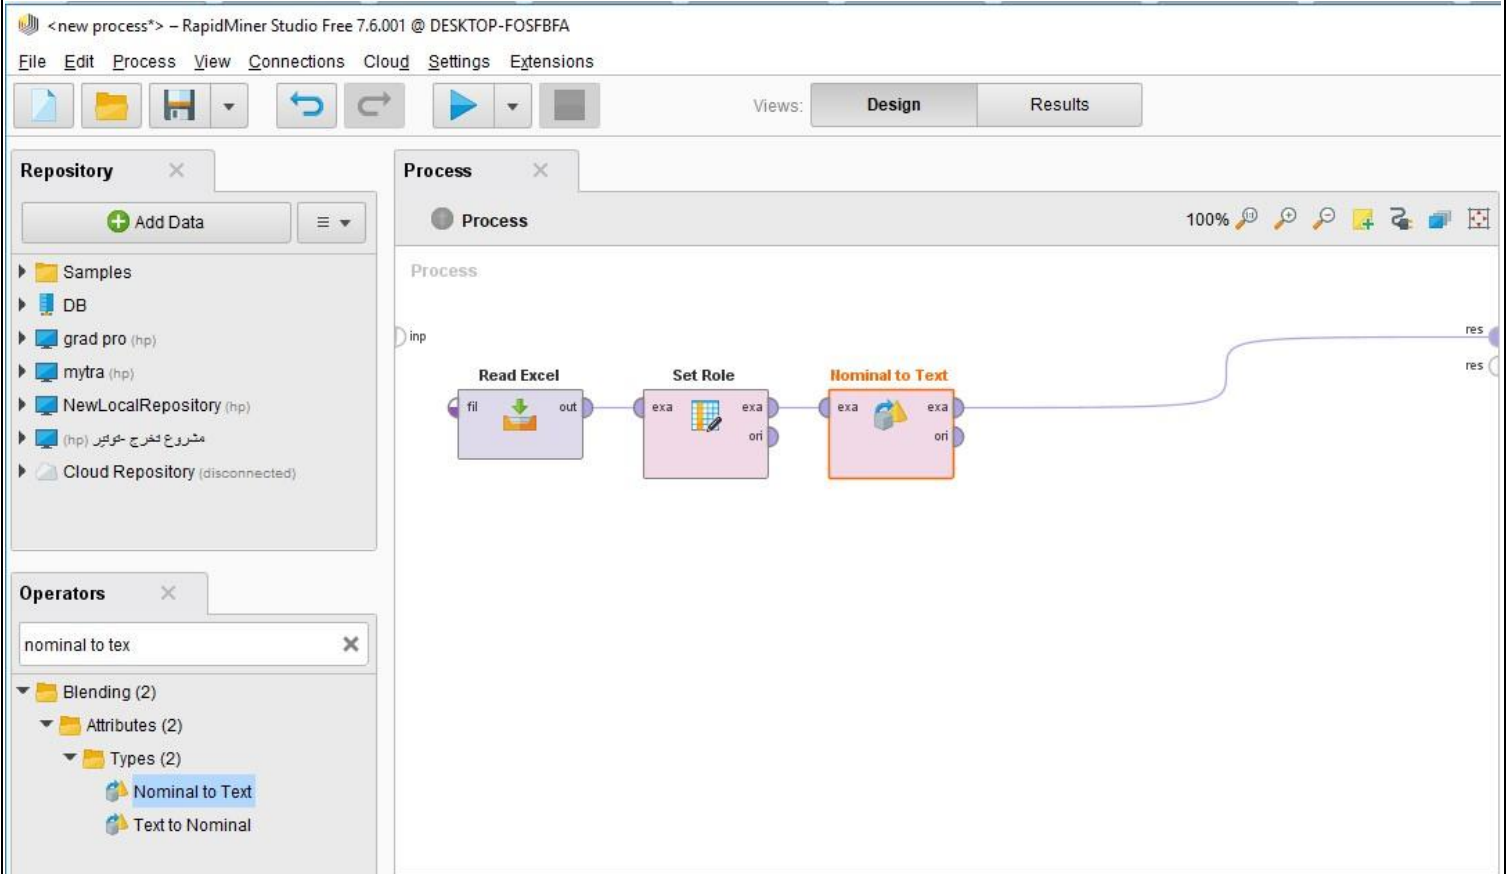 <new process*> – RapidMiner Studio Free 7.6.001 @ DESKTOP-FOSFBFA
File Edit Process View Connections Cloud Settings Extensions
Views: Design Results
Repository
Process
Add Data
Process
100%
Samples
Process
DB
grad pro (hp)
inp
res
mytra (hp)
res
NewLocalRepository (hp)
مشروع تخرج -تويتر (hp)
Cloud Repository (disconnected)
Read Excel
Set Role
Nominal to Text
fil out
exa exa
ori
exa exa
ori
Operators
nominal to tex
Blending (2)
Attributes (2)
Types (2)
Nominal to Text
Text to Nominal